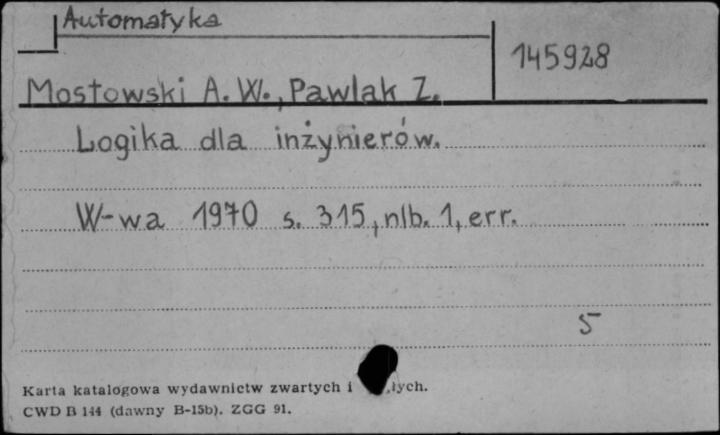 Automatyka
145928
Mostowski A. W., Pawlak Z.
Logika dla inżynierów.
W-wa 1970 s. 315, nlb. 1, err.
5
Karta katalogowa wydawnictw zwartych i
CWD B 144 (dawny B-15b). ZGG 91.